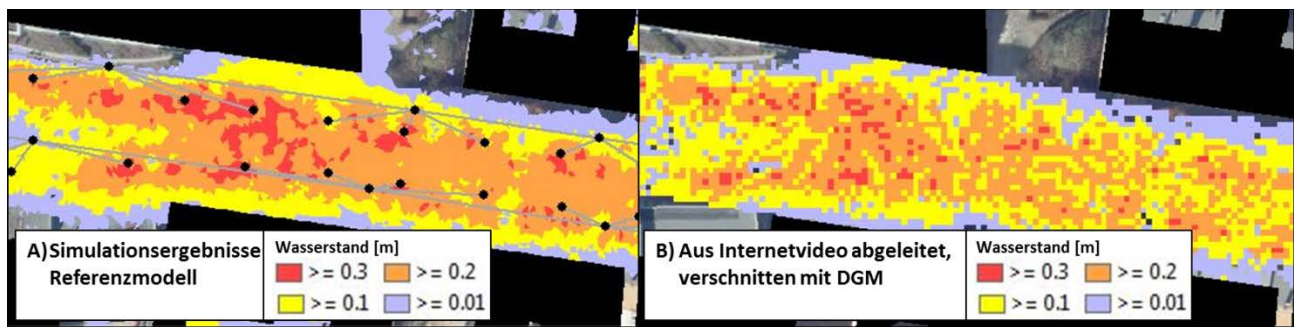 A) Simulationsergebnisse
Referenzmodell
Wasserstand [m]
>= 0.3 >= 0.2
>= 0.1 >= 0.01
B) Aus Internetvideo abgeleitet,
verschnitten mit DGM
Wasserstand [m]
>= 0.3 >= 0.2
>= 0.1 >= 0.01